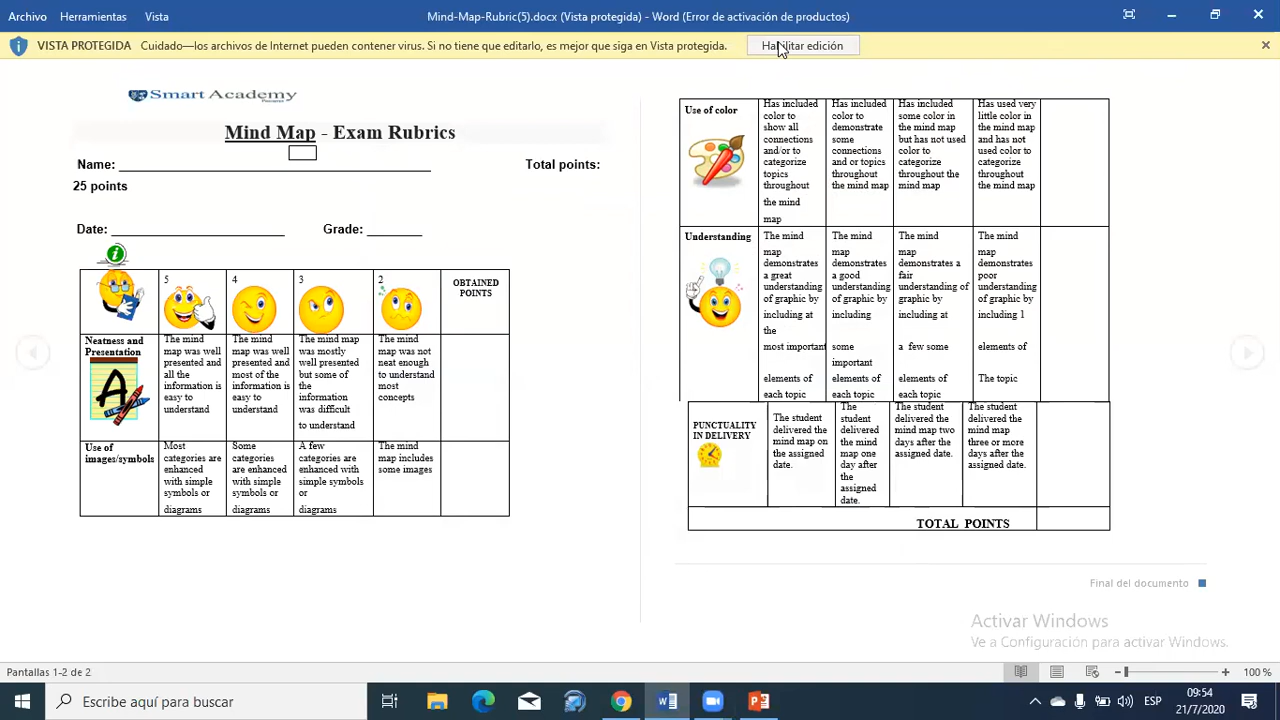 Archivo Herramientas Vista
Mind-Map-Rubric(5).docx (Vista protegida) - Word (Error de activación de productos)
VISTA PROTEGIDA Cuidado—los archivos de Internet pueden contener virus. Si no tiene que editarlo, es mejor que siga en Vista protegida.
Habilitar edición
Smart Academy
Mind Map - Exam Rubrics
Name:
Total points:
25 points
Date:
Grade:
5
4
3
2
OBTAINED
POINTS
Neatness and
Presentation
The mind
map was well
presented and
all the
information is
easy to
understand
The mind
map was well
presented and
most of the
information is
easy to
understand
The mind map
was mostly
well presented
but some of
the
information
was difficult
to understand
The mind
map was not
neat enough
to understand
most
concepts
Use of
images/symbols
Most
categories are
enhanced
with simple
symbols or
diagrams
Some
categories
are enhanced
with simple
symbols or
diagrams
A few
categories are
enhanced with
simple symbols
or
diagrams
The mind
map includes
some images
Use of color
Has included
color to
show all
connections
and/or to
categorize
topics
throughout
the mind
map
Has included
color to
demonstrate
some
connections
and or topics
throughout
the mind map
Has included
some color in
the mind map
but has not used
color to
categorize
throughout the
mind map
Has used very
little color in
the mind map
and has not
used color to
categorize
throughout
the mind map
Understanding
The mind
map
demonstrates
a great
understanding
of graphic by
including at
the
most important
elements of
each topic
The mind
map
demonstrates
a good
understanding
of graphic by
including
some
important
elements of
each topic
The mind
map
demonstrates a
fair
understanding of
graphic by
including at
a few some
elements of
each topic
The mind
map
demonstrates
poor
understanding
of graphic by
including 1
elements of
The topic
PUNCTUALITY
IN DELIVERY
The student
delivered the
mind map on
the assigned
date.
The
student
delivered
the mind
map one
day after
the
assigned
date.
The student
delivered the
mind map two
days after the
assigned date.
The student
delivered the
mind map
three or more
days after the
assigned date.
TOTAL POINTS
Final del documento
Activar Windows
Ve a Configuración para activar Windows.
Pantallas 1-2 de 2
100 %
Escribe aquí para buscar
ESP
09:54
21/7/2020